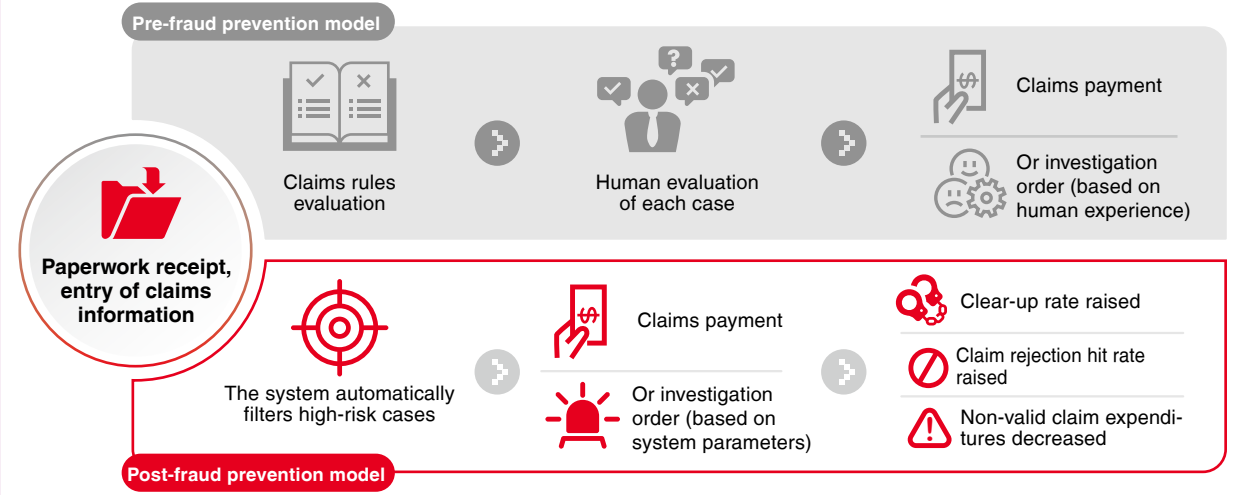 Pre-fraud prevention model
Claims rules
evaluation
Human evaluation
of each case
Claims payment
Or investigation
order (based on
human experience)
Paperwork receipt,
entry of claims
information
The system automatically
filters high-risk cases
Claims payment
Or investigation
order (based on
system parameters)
Clear-up rate raised
Claim rejection hit rate
raised
Non-valid claim expendi-
tures decreased
Post-fraud prevention model